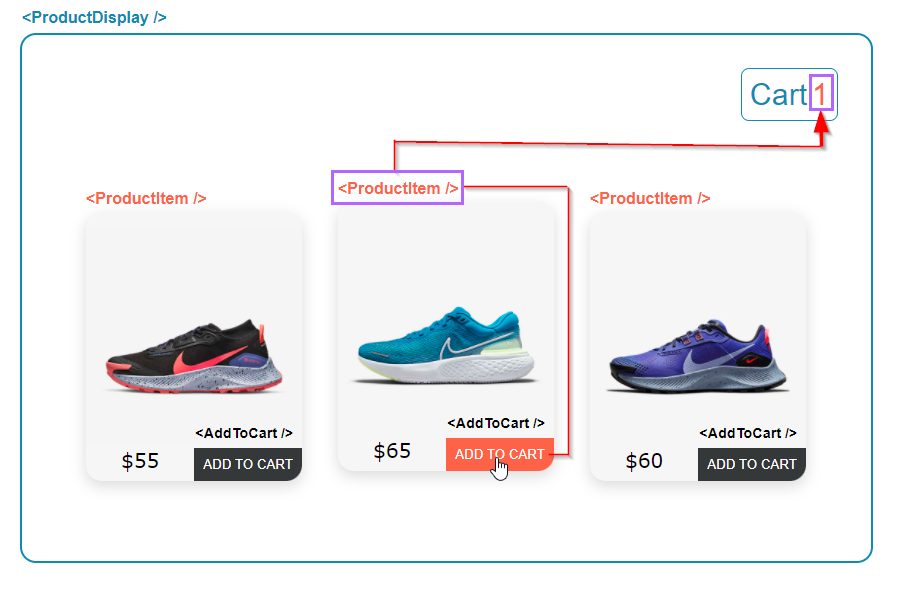 <ProductDisplay />
Cart 1
<ProductItem />
<ProductItem />
<ProductItem />
<AddToCart />
<AddToCart />
<AddToCart />
$55
ADD TO CART
$65
ADD TO CART
$60
ADD TO CART